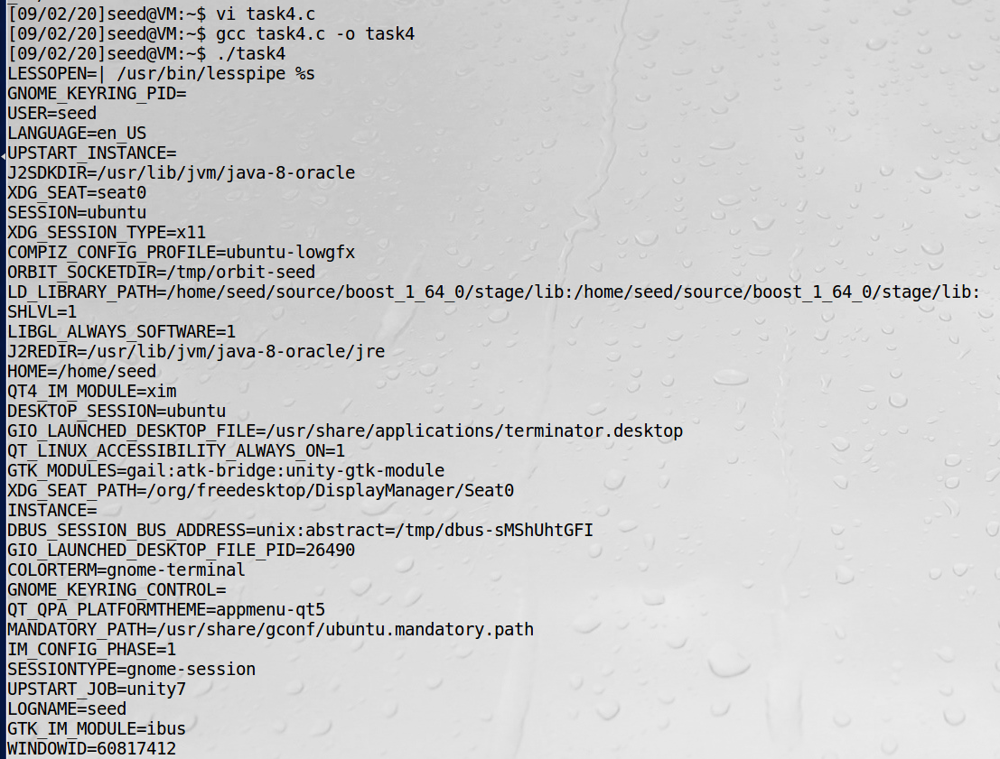 [09/02/20]seed@VM:~$ vi task4.c
[09/02/20]seed@VM:~$ gcc task4.c -o task4
[09/02/20]seed@VM:~$ ./task4
LESSOPEN=| /usr/bin/lesspipe %s
GNOME_KEYRING_PID=
USER=seed
LANGUAGE=en_US
UPSTART_INSTANCE=
J2SDKDIR=/usr/lib/jvm/java-8-oracle
XDG_SEAT=seat0
SESSION=ubuntu
XDG_SESSION_TYPE=x11
COMPIZ_CONFIG_PROFILE=ubuntu-lowgfx
ORBIT_SOCKETDIR=/tmp/orbit-seed
LD_LIBRARY_PATH=/home/seed/source/boost_1_64_0/stage/lib:/home/seed/source/boost_1_64_0/stage/lib:
SHLVL=1
LIBGL_ALWAYS_SOFTWARE=1
J2REDIR=/usr/lib/jvm/java-8-oracle/jre
HOME=/home/seed
QT4_IM_MODULE=xim
DESKTOP_SESSION=ubuntu
GIO_LAUNCHED_DESKTOP_FILE=/usr/share/applications/terminator.desktop
QT_LINUX_ACCESSIBILITY_ALWAYS_ON=1
GTK_MODULES=gail:atk-bridge:unity-gtk-module
XDG_SEAT_PATH=/org/freedesktop/DisplayManager/Seat0
INSTANCE=
DBUS_SESSION_BUS_ADDRESS=unix:abstract=/tmp/dbus-sMShUhtGFI
GIO_LAUNCHED_DESKTOP_FILE_PID=26490
COLORTERM=gnome-terminal
GNOME_KEYRING_CONTROL=
QT_QPA_PLATFORMTHEME=appmenu-qt5
MANDATORY_PATH=/usr/share/gconf/ubuntu.mandatory.path
IM_CONFIG_PHASE=1
SESSIONTYPE=gnome-session
UPSTART_JOB=unity7
LOGNAME=seed
GTK_IM_MODULE=ibus
WINDOWID=60817412